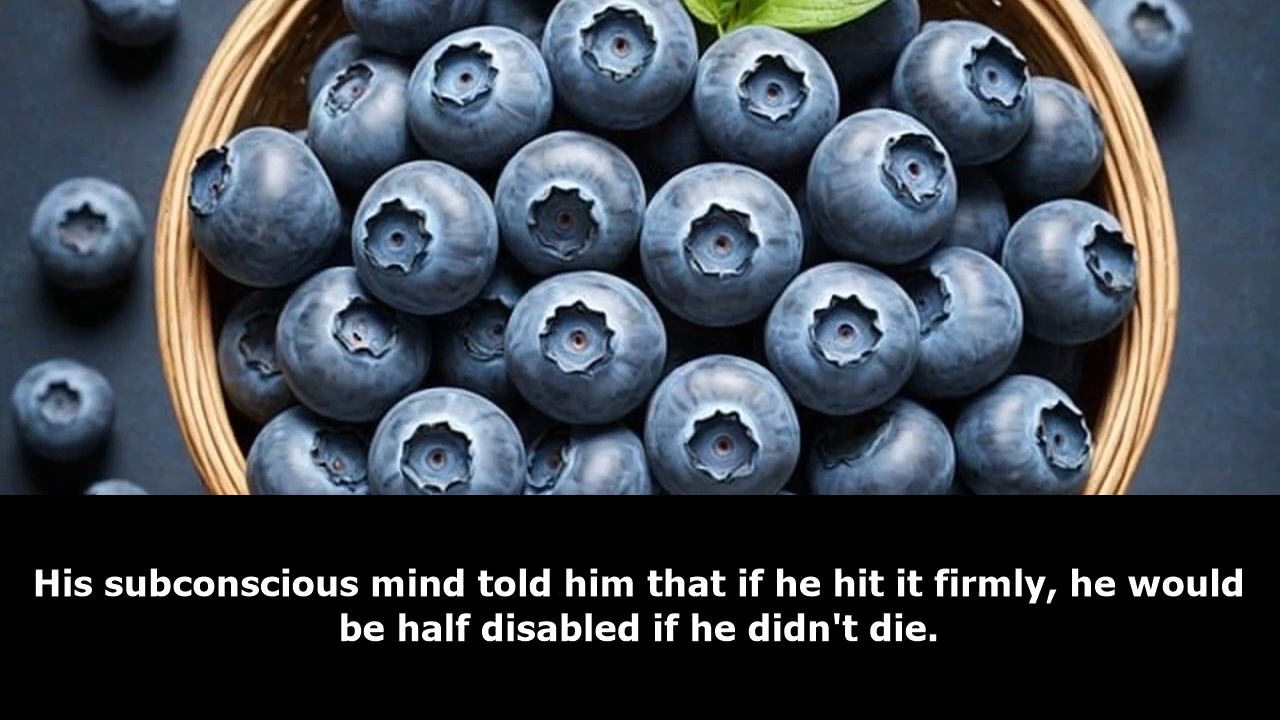 His subconscious mind told him that if he hit it firmly, he would
be half disabled if he didn't die.